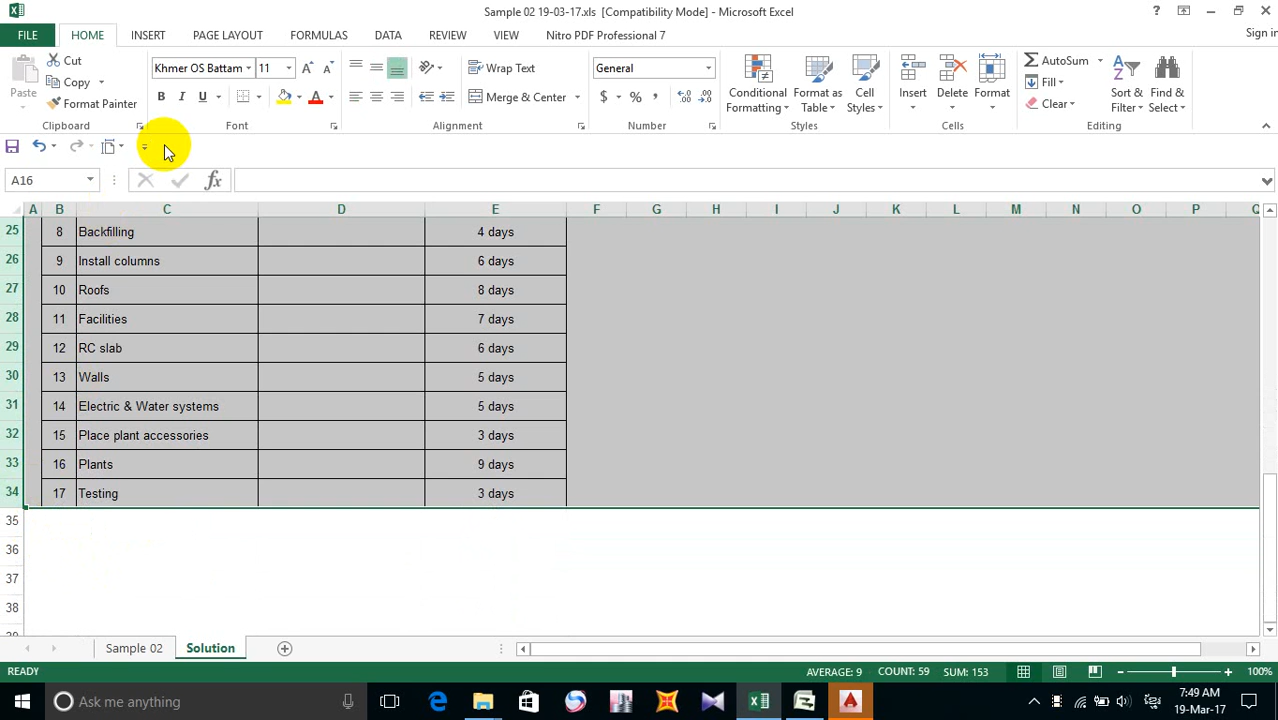 Sample 02 19-03-17.xls [Compatibility Mode] - Microsoft Excel
Sign in
FILE HOME INSERT PAGE LAYOUT FORMULAS DATA REVIEW VIEW Nitro PDF Professional 7
Paste
Cut
Copy
Format Painter
Clipboard
Khmer OS Battam 11
B I U
Font
Wrap Text
Merge & Center
Alignment
General
$ % ,
Number
Conditional Formatting
Format as Table
Cell Styles
Styles
Insert
Delete
Format
Cells
AutoSum
Fill
Clear
Sort & Filter
Find & Select
Editing
A16
fx
A B C D E F G H I J K L M N O P Q
25 8 Backfilling 4 days
26 9 Install columns 6 days
27 10 Roofs 8 days
28 11 Facilities 7 days
29 12 RC slab 6 days
30 13 Walls 5 days
31 14 Electric & Water systems 5 days
32 15 Place plant accessories 3 days
33 16 Plants 9 days
34 17 Testing 3 days
35
36
37
38
Sample 02 Solution
READY AVERAGE: 9 COUNT: 59 SUM: 153 100%
Ask me anything
7:49 AM
19-Mar-17